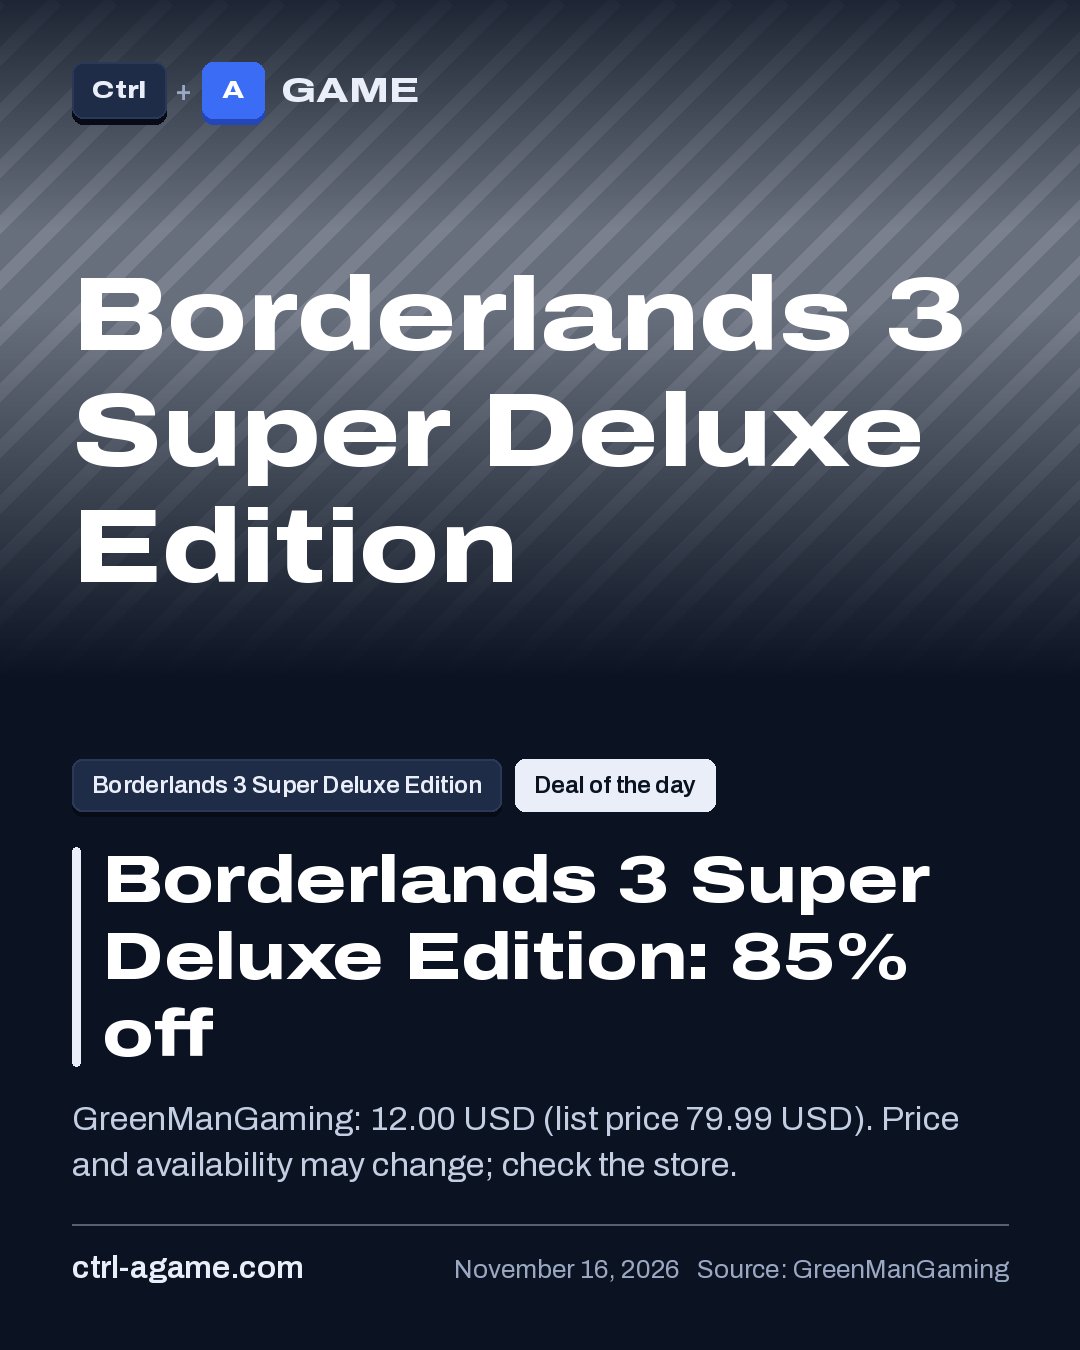 Ctrl + A GAME
Borderlands 3
Super Deluxe
Edition
Borderlands 3 Super Deluxe Edition Deal of the day
Borderlands 3 Super
Deluxe Edition: 85%
off
GreenManGaming: 12.00 USD (list price 79.99 USD). Price
and availability may change; check the store.
ctrl-agame.com November 16, 2026 Source: GreenManGaming